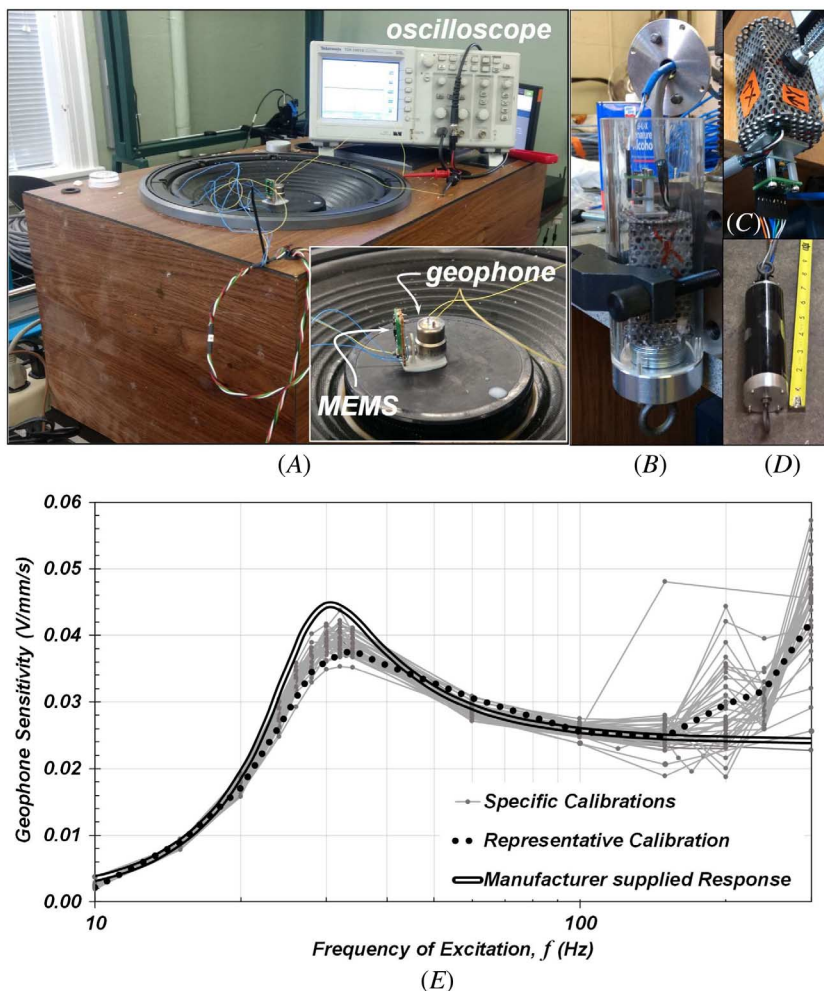 oscilloscope
Tektronix
geophone
MEMS
X
Z
(A)
(B)
(C)
(D)
0.06
0.05
0.04
0.03
0.02
0.01
0.00
Geophone Sensitivity (V/mm/s)
Specific Calibrations
Representative Calibration
Manufacturer supplied Response
10
100
Frequency of Excitation, f (Hz)
(E)